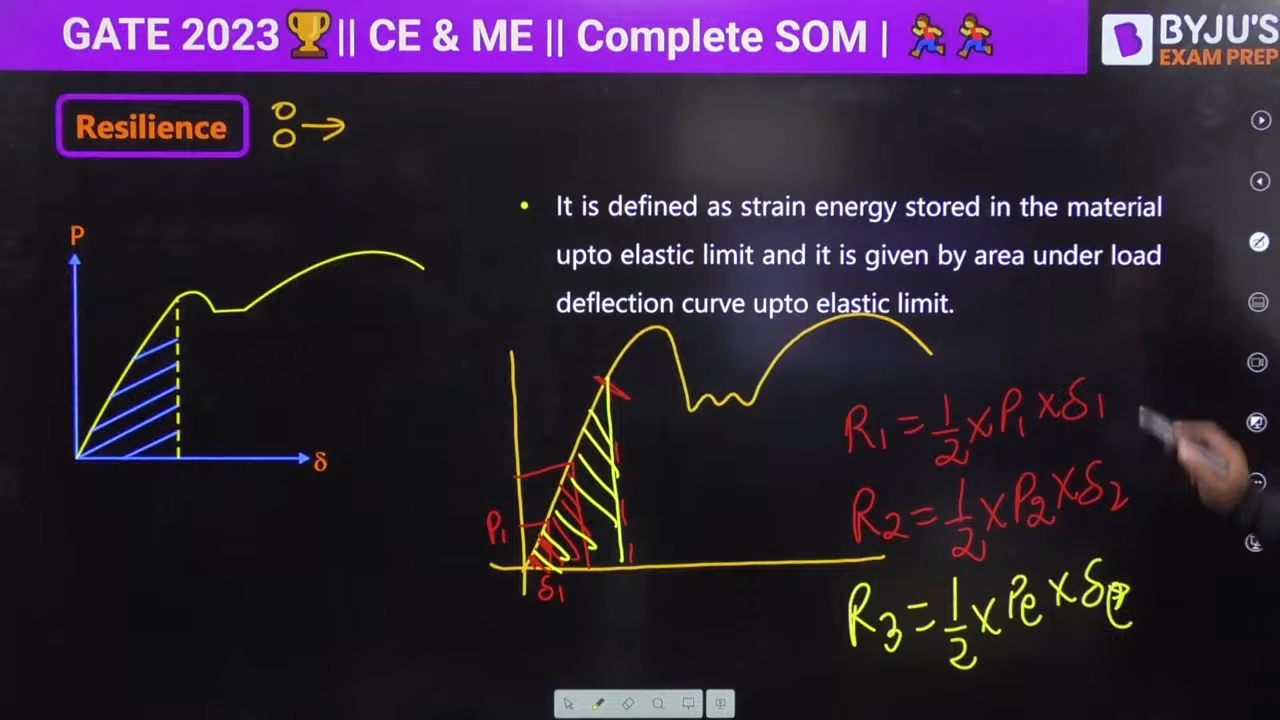 GATE 2023🏆|| CE & ME || Complete SOM | 🏃🏃
BYJU'S
EXAM PREP
Resilience
P
δ
• It is defined as strain energy stored in the material
upto elastic limit and it is given by area under load
deflection curve upto elastic limit.
P₁
δ₁
R₁ = 1/2 × P₁ × δ₁
R₂ = 1/2 × P₂ × δ₂
R₃ = 1/2 × Pe × δe